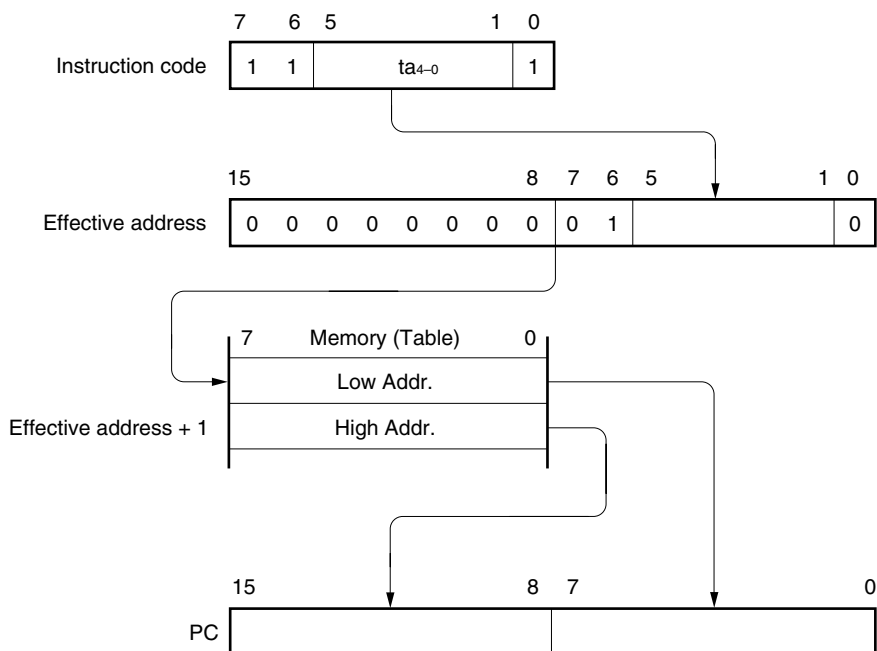 7 6 5 1 0
Instruction code 1 1 ta4–0 1
15 8 7 6 5 1 0
Effective address 0 0 0 0 0 0 0 0 0 1 0
7 Memory (Table) 0
Low Addr.
Effective address + 1 High Addr.
15 8 7 0
PC